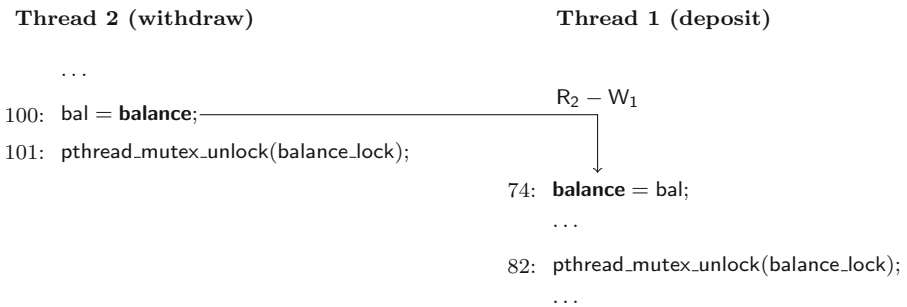 Thread 2 (withdraw)
Thread 1 (deposit)
. . .
R₂ − W₁
100: bal = balance;
101: pthread_mutex_unlock(balance_lock);
74: balance = bal;
. . .
82: pthread_mutex_unlock(balance_lock);
. . .